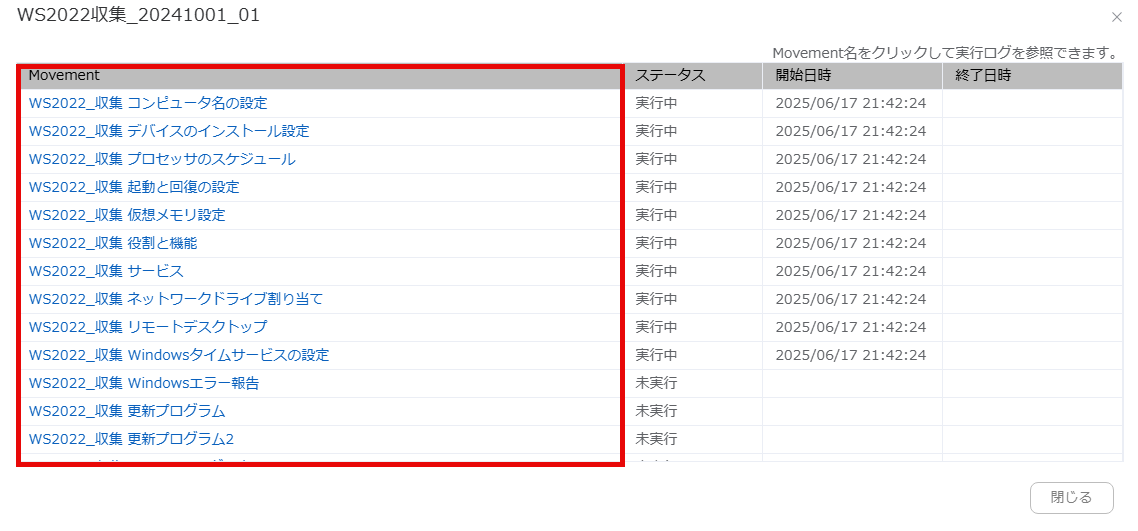 WS2022収集_20241001_01
×
Movement名をクリックして実行ログを参照できます。
Movement ステータス 開始日時 終了日時
WS2022_収集 コンピュータ名の設定 実行中 2025/06/17 21:42:24
WS2022_収集 デバイスのインストール設定 実行中 2025/06/17 21:42:24
WS2022_収集 プロセッサのスケジュール 実行中 2025/06/17 21:42:24
WS2022_収集 起動と回復の設定 実行中 2025/06/17 21:42:24
WS2022_収集 仮想メモリ設定 実行中 2025/06/17 21:42:24
WS2022_収集 役割と機能 実行中 2025/06/17 21:42:24
WS2022_収集 サービス 実行中 2025/06/17 21:42:24
WS2022_収集 ネットワークドライブ割り当て 実行中 2025/06/17 21:42:24
WS2022_収集 リモートデスクトップ 実行中 2025/06/17 21:42:24
WS2022_収集 Windowsタイムサービスの設定 実行中 2025/06/17 21:42:24
WS2022_収集 Windowsエラー報告 未実行
WS2022_収集 更新プログラム 未実行
WS2022_収集 更新プログラム2 未実行
閉じる